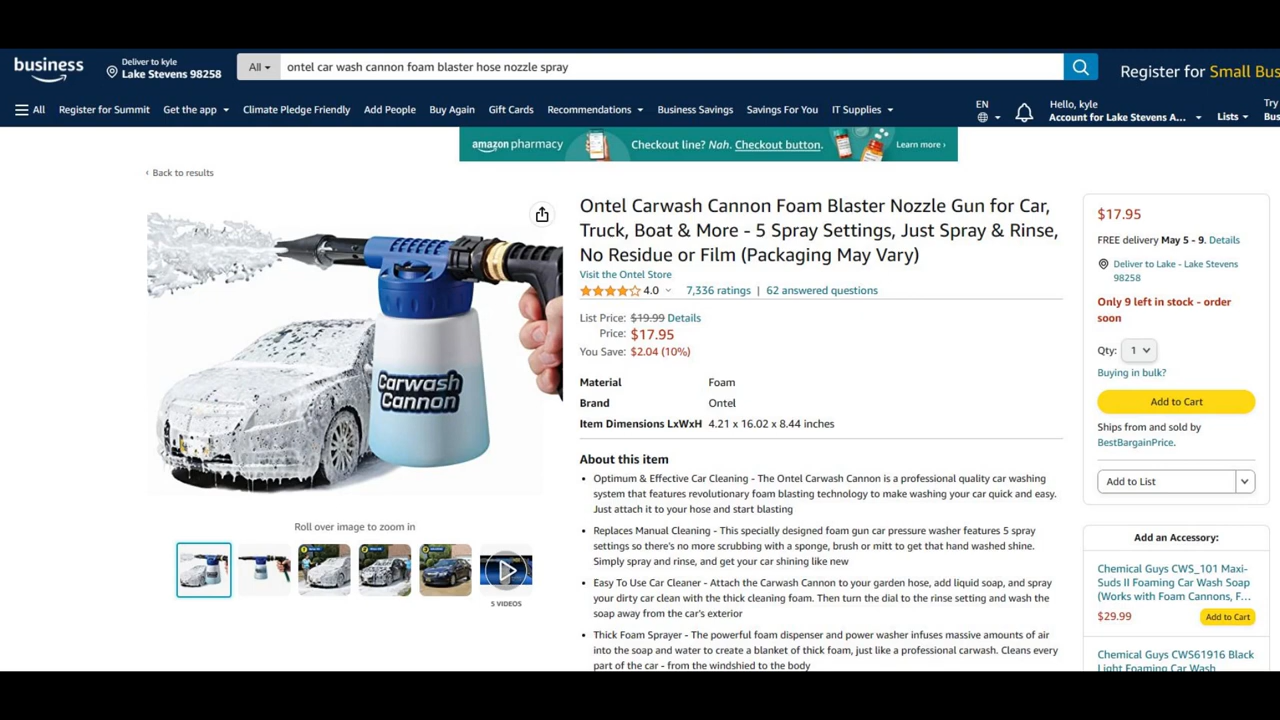 business
Deliver to kyle
Lake Stevens 98258
All
ontel car wash cannon foam blaster hose nozzle spray
Register for Small Bus
All
Register for Summit
Get the app
Climate Pledge Friendly
Add People
Buy Again
Gift Cards
Recommendations
Business Savings
Savings For You
IT Supplies
EN
Hello, kyle
Account for Lake Stevens A...
Lists
Try
Bus
amazon pharmacy
Checkout line? Nah. Checkout button.
Learn more ›
‹ Back to results
Carwash
Cannon
Roll over image to zoom in
5 VIDEOS
Ontel Carwash Cannon Foam Blaster Nozzle Gun for Car,
Truck, Boat & More - 5 Spray Settings, Just Spray & Rinse,
No Residue or Film (Packaging May Vary)
Visit the Ontel Store
4.0
7,336 ratings | 62 answered questions
List Price: $19.99 Details
Price: $17.95
You Save: $2.04 (10%)
Material Foam
Brand Ontel
Item Dimensions LxWxH 4.21 x 16.02 x 8.44 inches
About this item
• Optimum & Effective Car Cleaning - The Ontel Carwash Cannon is a professional quality car washing
system that features revolutionary foam blasting technology to make washing your car quick and easy.
Just attach it to your hose and start blasting
• Replaces Manual Cleaning - This specially designed foam gun car pressure washer features 5 spray
settings so there's no more scrubbing with a sponge, brush or mitt to get that hand washed shine.
Simply spray and rinse, and get your car shining like new
• Easy To Use Car Cleaner - Attach the Carwash Cannon to your garden hose, add liquid soap, and spray
your dirty car clean with the thick cleaning foam. Then turn the dial to the rinse setting and wash the
soap away from the car's exterior
• Thick Foam Sprayer - The powerful foam dispenser and power washer infuses massive amounts of air
into the soap and water to create a blanket of thick foam, just like a professional carwash. Cleans every
part of the car - from the windshied to the body
$17.95
FREE delivery May 5 - 9. Details
Deliver to Lake - Lake Stevens
98258
Only 9 left in stock - order
soon
Qty: 1
Buying in bulk?
Add to Cart
Ships from and sold by
BestBargainPrice.
Add to List
Add an Accessory:
Chemical Guys CWS_101 Maxi-
Suds II Foaming Car Wash Soap
(Works with Foam Cannons, F...
$29.99
Add to Cart
Chemical Guys CWS61916 Black
Light Foaming Car Wash